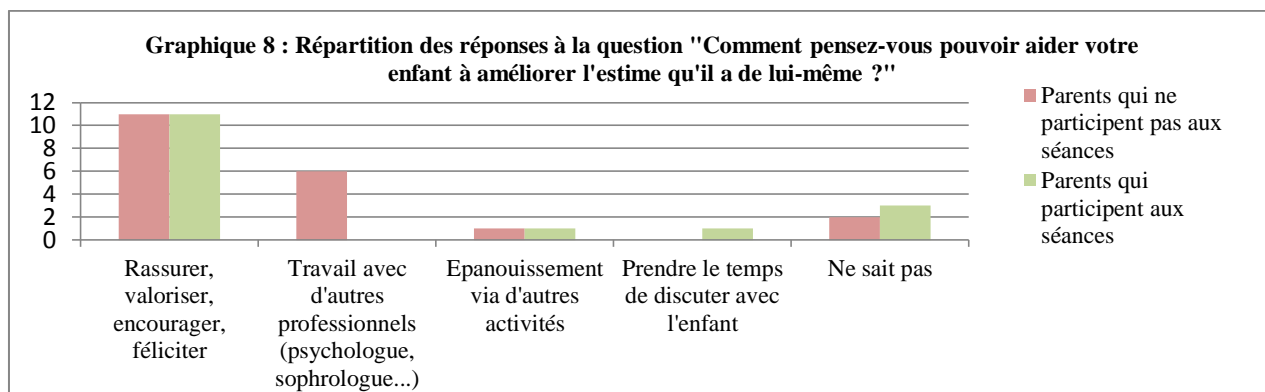 Graphique 8 : Répartition des réponses à la question "Comment pensez-vous pouvoir aider votre
enfant à améliorer l'estime qu'il a de lui-même ?"
12
10
8
6
4
2
0
Rassurer,
valoriser,
encourager,
féliciter
Travail avec
d'autres
professionnels
(psychologue,
sophrologue...)
Epanouissement
via d'autres
activités
Prendre le temps
de discuter avec
l'enfant
Ne sait pas
Parents qui ne
participent pas aux
séances
Parents qui
participent aux
séances